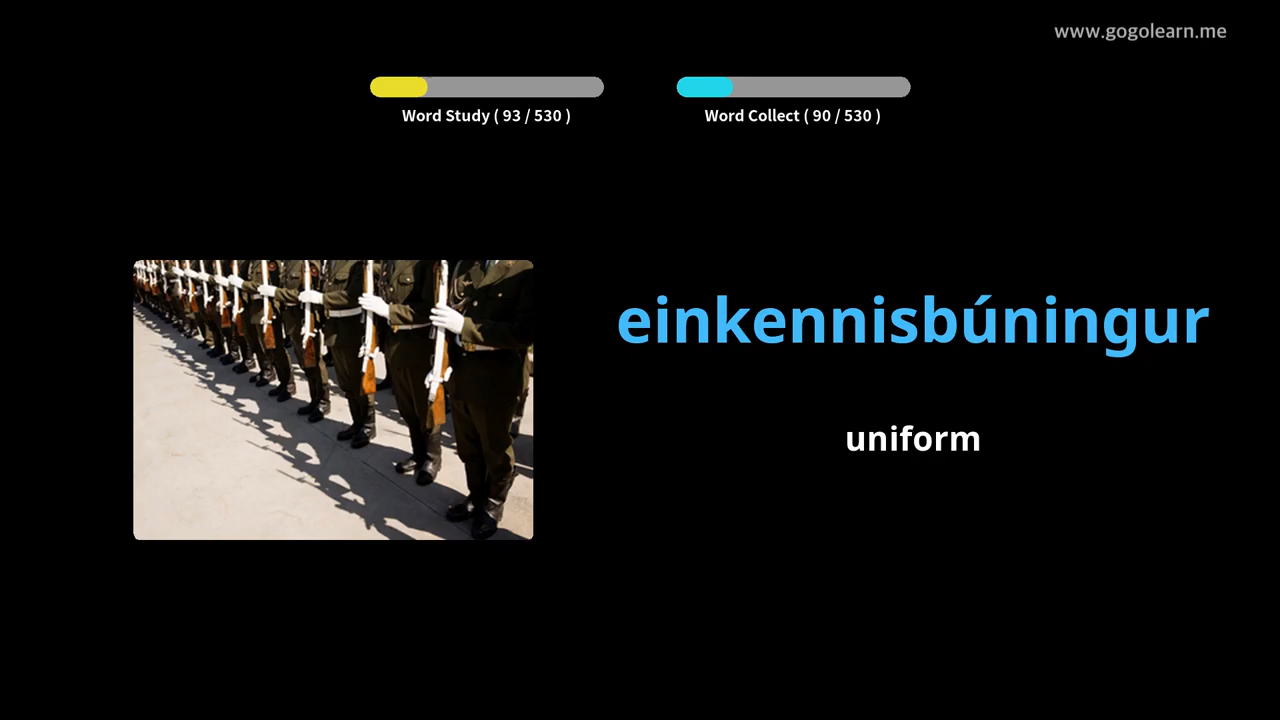 www.gogolearn.me
Word Study ( 93 / 530 )
Word Collect ( 90 / 530 )
einkennisbúningur
uniform